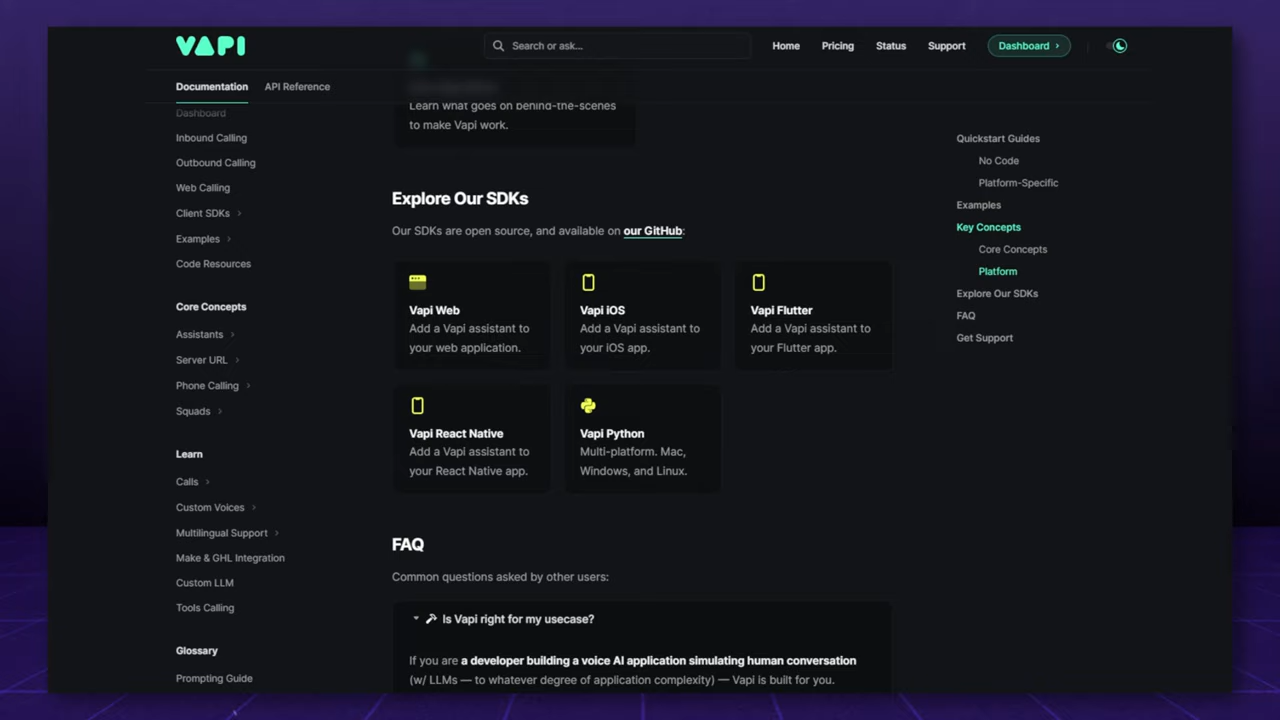 VAPI
Search or ask...
Home
Pricing
Status
Support
Dashboard
Documentation
API Reference
Dashboard
Inbound Calling
Outbound Calling
Web Calling
Client SDKs
Examples
Code Resources
Core Concepts
Assistants
Server URL
Phone Calling
Squads
Learn
Calls
Custom Voices
Multilingual Support
Make & GHL Integration
Custom LLM
Tools Calling
Glossary
Prompting Guide
Learn what goes on behind-the-scenes
to make Vapi work.
Explore Our SDKs
Our SDKs are open source, and available on our GitHub:
Vapi Web
Add a Vapi assistant to
your web application.
Vapi iOS
Add a Vapi assistant to
your iOS app.
Vapi Flutter
Add a Vapi assistant to
your Flutter app.
Vapi React Native
Add a Vapi assistant to
your React Native app.
Vapi Python
Multi-platform. Mac,
Windows, and Linux.
FAQ
Common questions asked by other users:
Is Vapi right for my usecase?
If you are a developer building a voice AI application simulating human conversation
(w/ LLMs — to whatever degree of application complexity) — Vapi is built for you.
Quickstart Guides
No Code
Platform-Specific
Examples
Key Concepts
Core Concepts
Platform
Explore Our SDKs
FAQ
Get Support